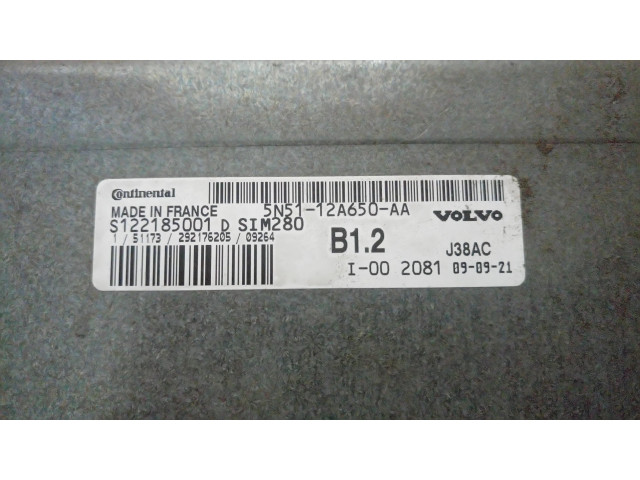 Continental
MADE IN FRANCE 5N51-12A650-AA VOLVO
S122185001 D SIM280
1 / 51173 / 292176205 / 09264
B1.2 J38AC
I-00 2081 09-09-21